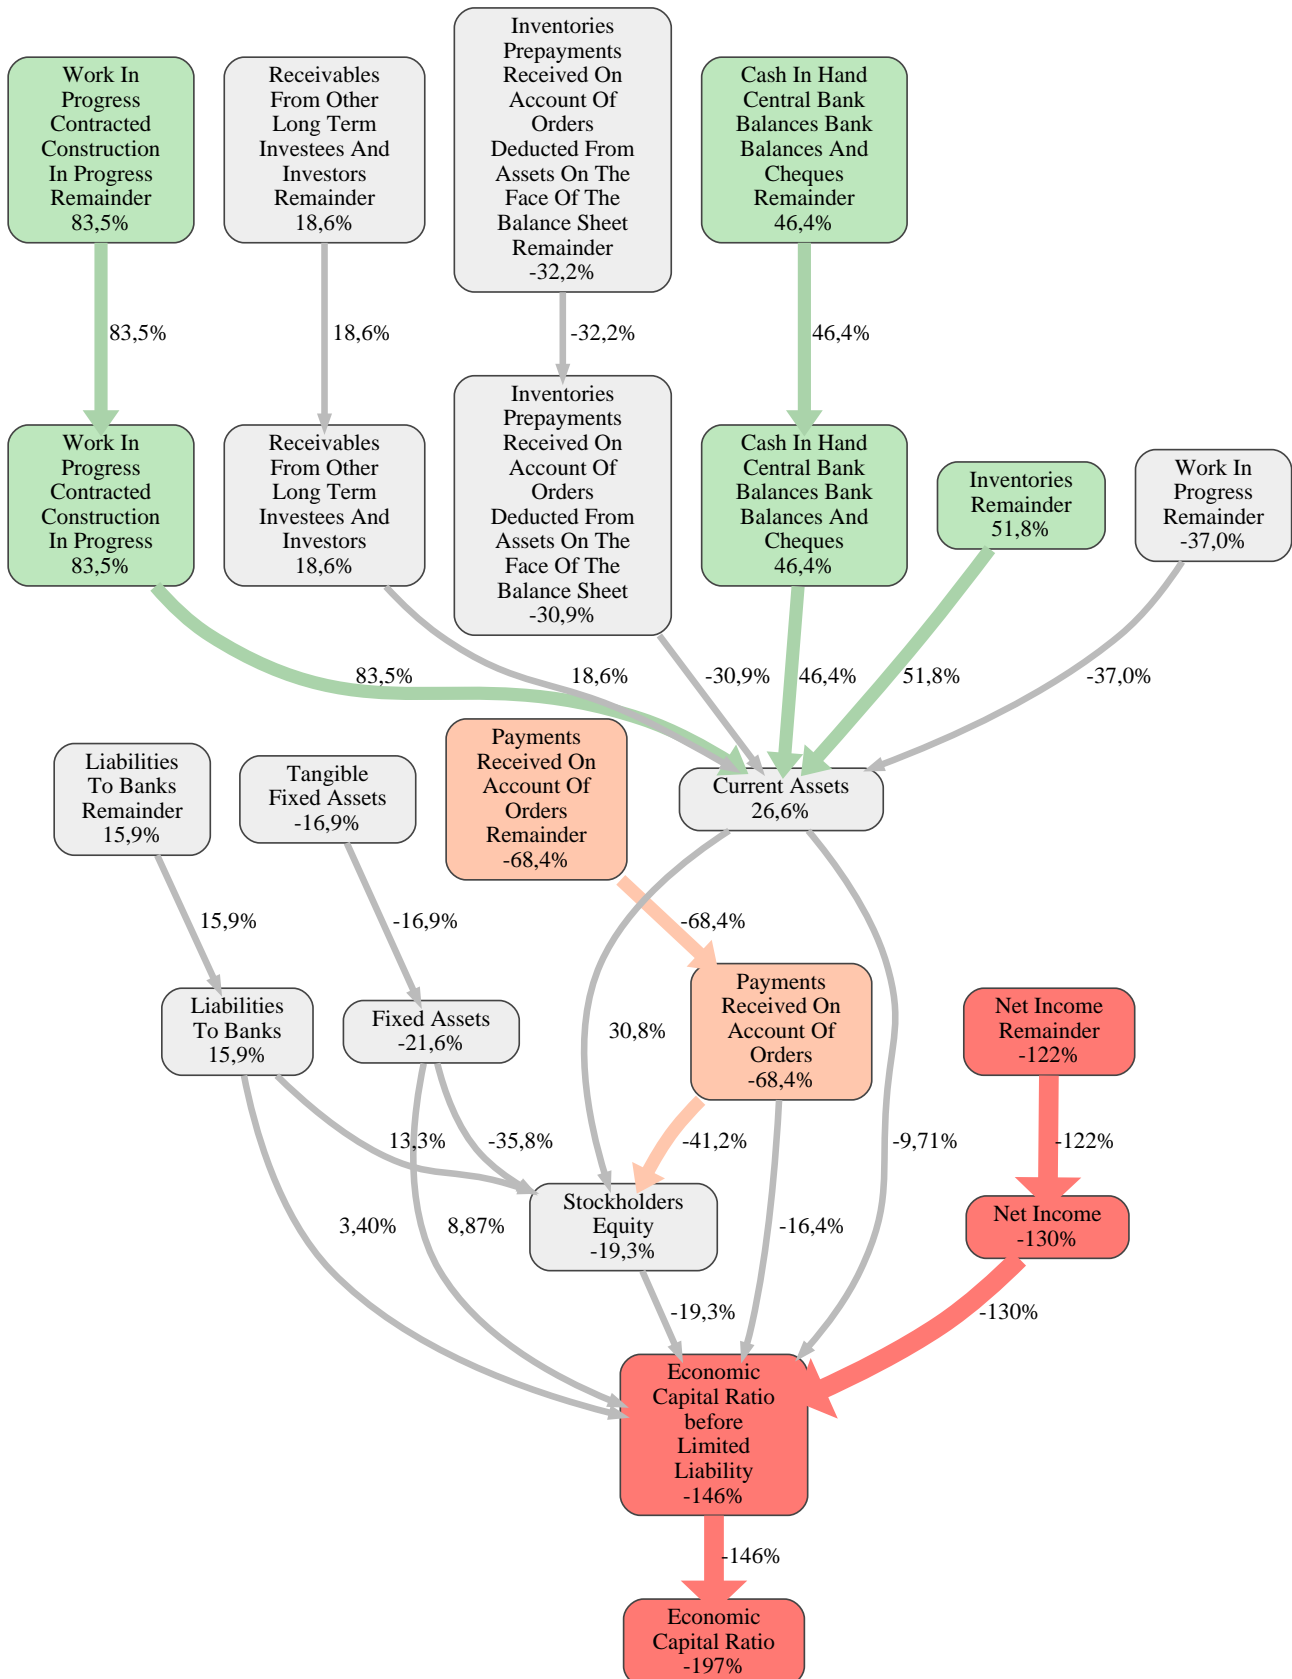 Work In
Progress
Contracted
Construction
In Progress
Remainder
83,5%
Receivables
From Other
Long Term
Investees And
Investors
Remainder
18,6%
Inventories
Prepayments
Received On
Account Of
Orders
Deducted From
Assets On The
Face Of The
Balance Sheet
Remainder
-32,2%
Cash In Hand
Central Bank
Balances Bank
Balances And
Cheques
Remainder
46,4%
83,5%
18,6%
-32,2%
46,4%
Work In
Progress
Contracted
Construction
In Progress
83,5%
Receivables
From Other
Long Term
Investees And
Investors
18,6%
Inventories
Prepayments
Received On
Account Of
Orders
Deducted From
Assets On The
Face Of The
Balance Sheet
-30,9%
Cash In Hand
Central Bank
Balances Bank
Balances And
Cheques
46,4%
Inventories
Remainder
51,8%
Work In
Progress
Remainder
-37,0%
83,5%
18,6%
-30,9%
46,4%
51,8%
-37,0%
Liabilities
To Banks
Remainder
15,9%
Tangible
Fixed Assets
-16,9%
Payments
Received On
Account Of
Orders
Remainder
-68,4%
Current Assets
26,6%
15,9%
-16,9%
-68,4%
Liabilities
To Banks
15,9%
Fixed Assets
-21,6%
30,8%
Payments
Received On
Account Of
Orders
-68,4%
Net Income
Remainder
-122%
13,3%
-35,8%
-41,2%
-9,71%
-122%
3,40%
8,87%
Stockholders
Equity
-19,3%
-16,4%
Net Income
-130%
-19,3%
-130%
Economic
Capital Ratio
before
Limited
Liability
-146%
-146%
Economic
Capital Ratio
-197%